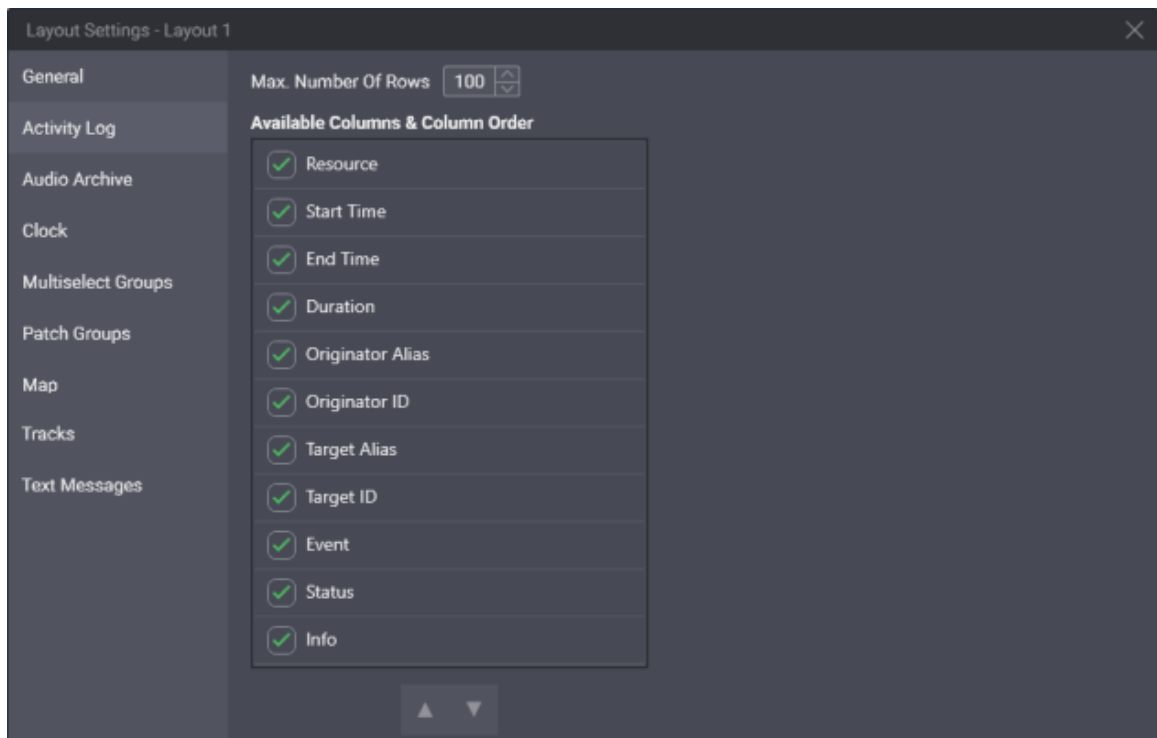 Layout Settings - Layout 1
General
Activity Log
Audio Archive
Clock
Multiselect Groups
Patch Groups
Map
Tracks
Text Messages
Max. Number Of Rows 100
Available Columns & Column Order
Resource
Start Time
End Time
Duration
Originator Alias
Originator ID
Target Alias
Target ID
Event
Status
Info